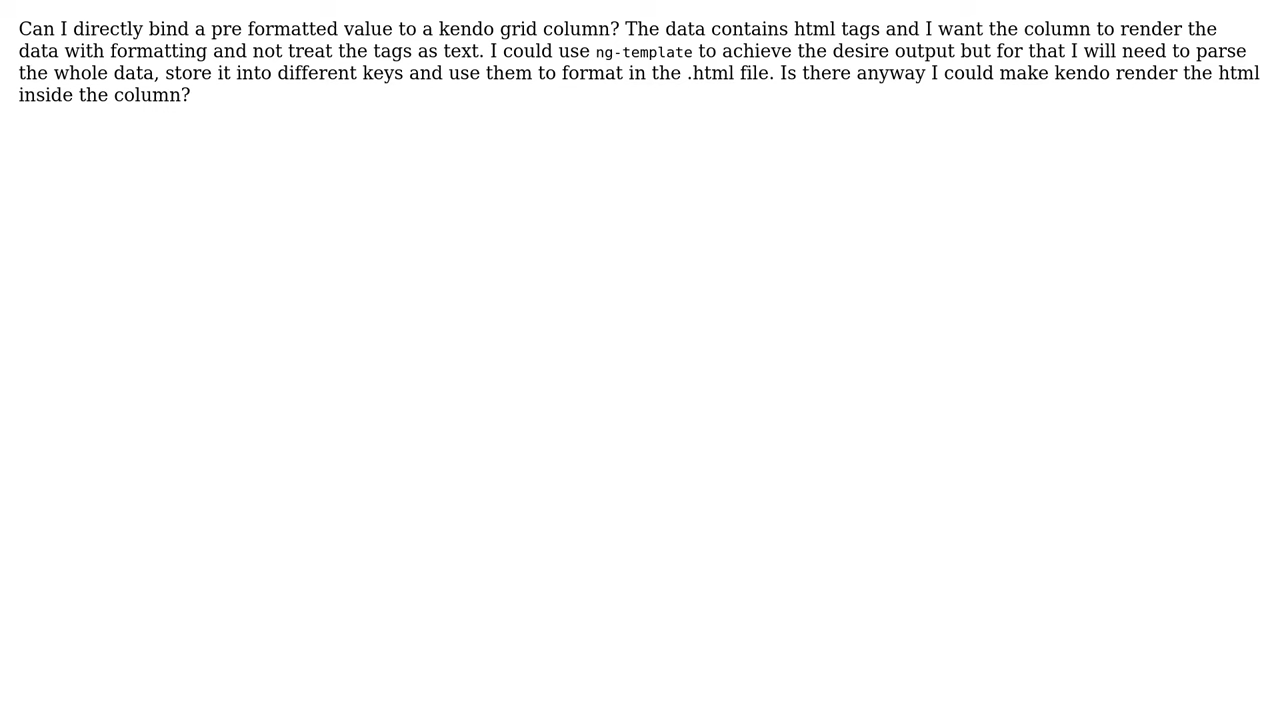 Can I directly bind a pre formatted value to a kendo grid column? The data contains html tags and I want the column to render the
data with formatting and not treat the tags as text. I could use ng-template to achieve the desire output but for that I will need to parse
the whole data, store it into different keys and use them to format in the .html file. Is there anyway I could make kendo render the html
inside the column?